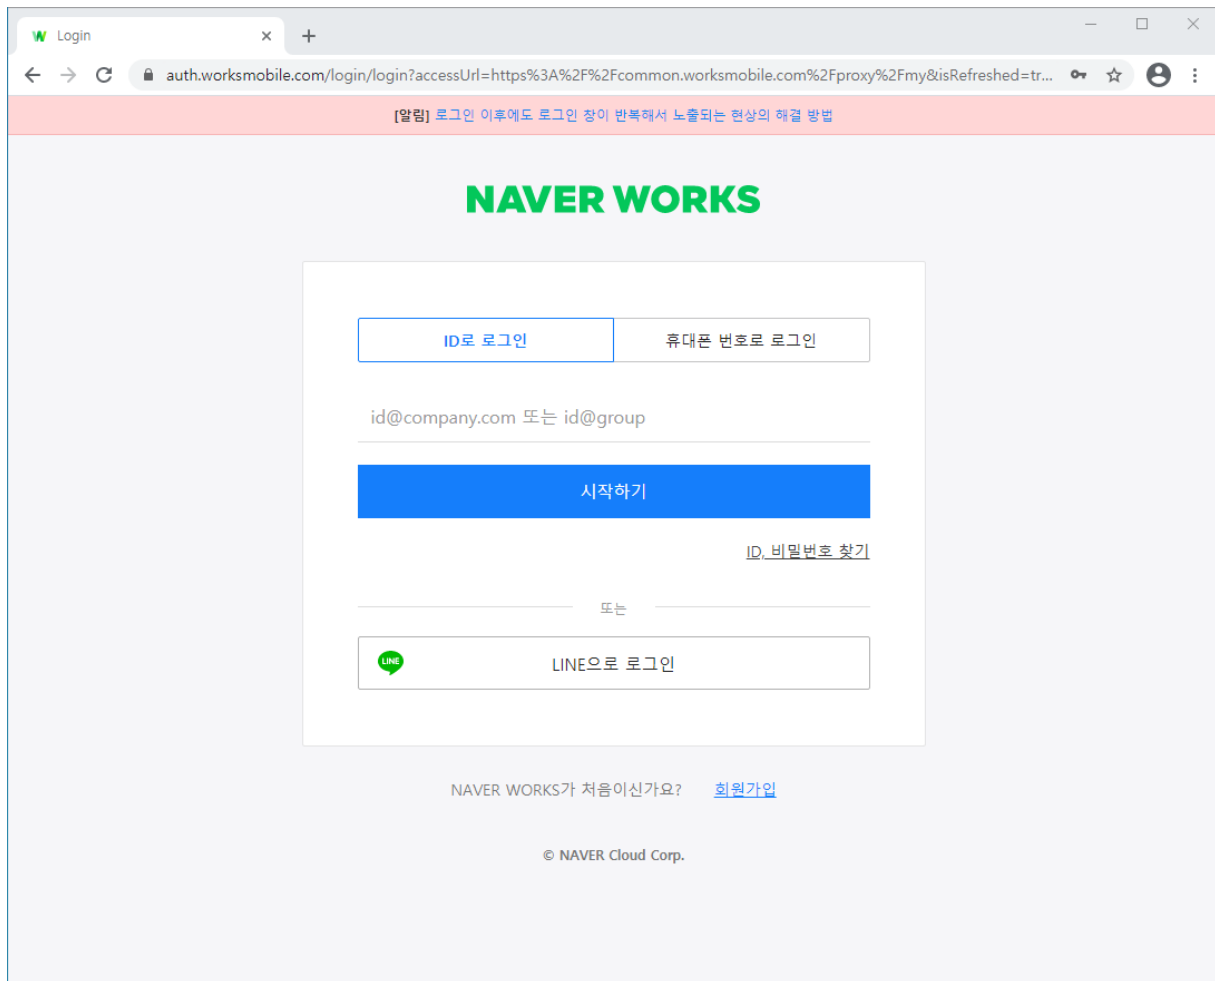 Login
auth.worksmobile.com/login/login?accessUrl=https%3A%2F%2Fcommon.worksmobile.com%2Fproxy%2Fmy&isRefreshed=tr...
[알림] 로그인 이후에도 로그인 창이 반복해서 노출되는 현상의 해결 방법
NAVER WORKS
ID로 로그인 휴대폰 번호로 로그인
id@company.com 또는 id@group
시작하기
ID, 비밀번호 찾기
또는
LINE LINE으로 로그인
NAVER WORKS가 처음이신가요? 회원가입
© NAVER Cloud Corp.